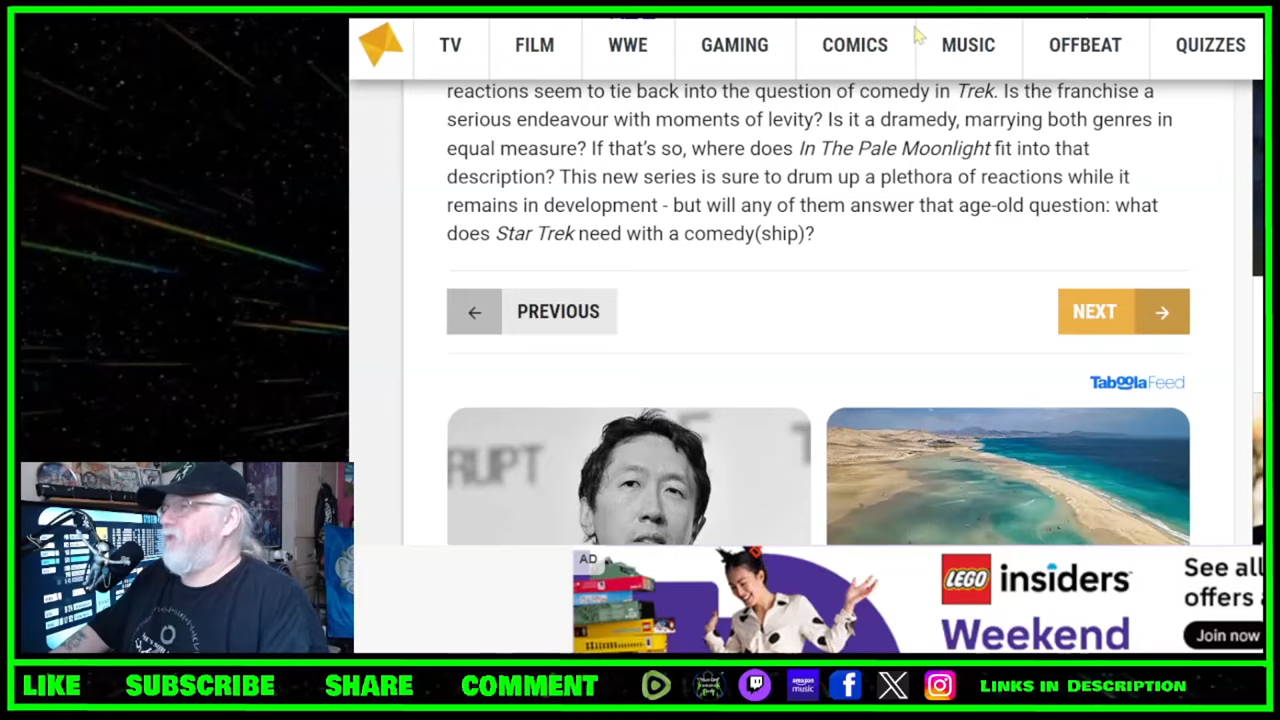 TV
FILM
WWE
GAMING
COMICS
MUSIC
OFFBEAT
QUIZZES
reactions seem to tie back into the question of comedy in Trek. Is the franchise a
serious endeavour with moments of levity? Is it a dramedy, marrying both genres in
equal measure? If that's so, where does In The Pale Moonlight fit into that
description? This new series is sure to drum up a plethora of reactions while it
remains in development - but will any of them answer that age-old question: what
does Star Trek need with a comedy(ship)?
← PREVIOUS
NEXT →
Taboola Feed
RUPT
AD
LEGO insiders
Weekend
See all
offers
Join now
LIKE
SUBSCRIBE
SHARE
COMMENT
amazon music
LINKS IN DESCRIPTION